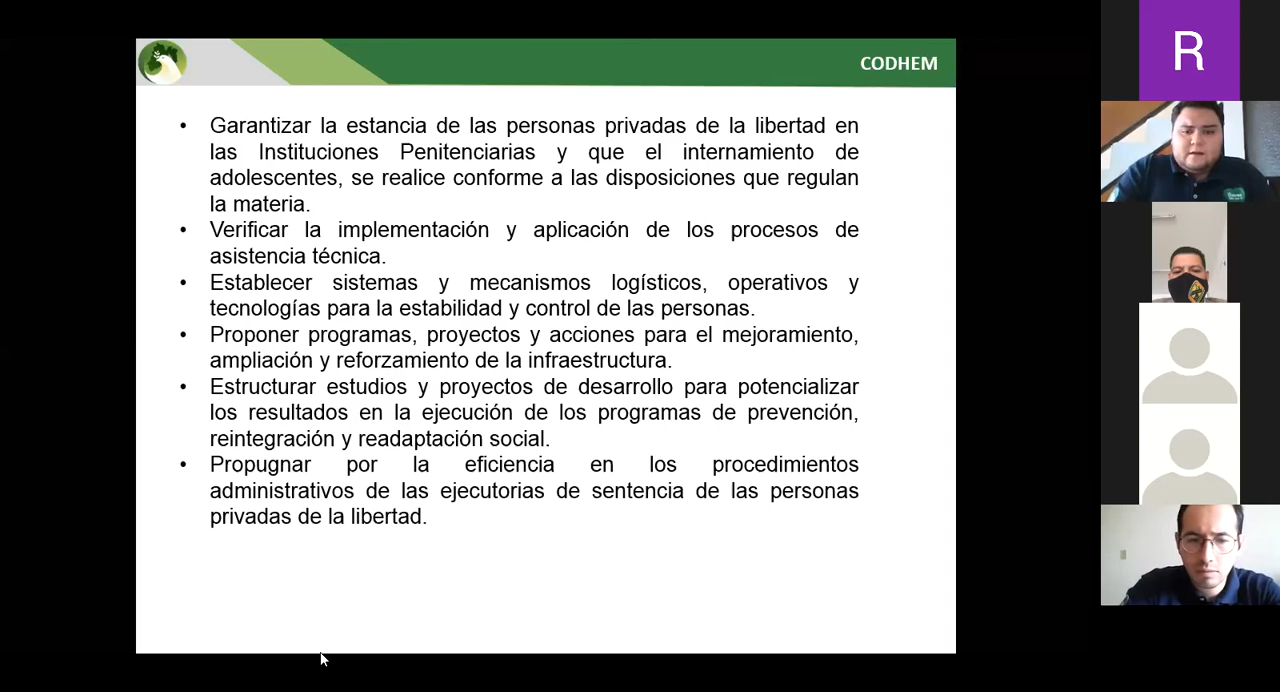 CODHEM
R
• Garantizar la estancia de las personas privadas de la libertad en
las Instituciones Penitenciarias y que el internamiento de
adolescentes, se realice conforme a las disposiciones que regulan
la materia.
• Verificar la implementación y aplicación de los procesos de
asistencia técnica.
• Establecer sistemas y mecanismos logísticos, operativos y
tecnologías para la estabilidad y control de las personas.
• Proponer programas, proyectos y acciones para el mejoramiento,
ampliación y reforzamiento de la infraestructura.
• Estructurar estudios y proyectos de desarrollo para potencializar
los resultados en la ejecución de los programas de prevención,
reintegración y readaptación social.
• Propugnar por la eficiencia en los procedimientos
administrativos de las ejecutorias de sentencia de las personas
privadas de la libertad.